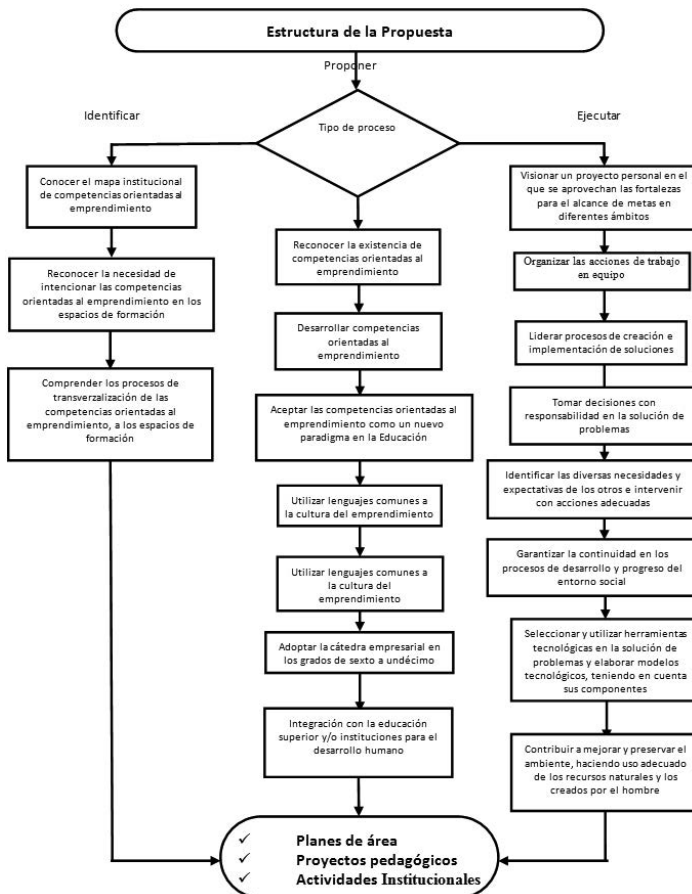 Estructura de la Propuesta
Proponer
Identificar
Ejecutar
Tipo de proceso
Conocer el mapa institucional
de competencias orientadas al
emprendimiento
Reconocer la necesidad de
intencionar las competencias
orientadas al emprendimiento en los
espacios de formación
Comprender los procesos de
transverzalización de las
competencias orientadas al
emprendimiento, a los espacios de
formación
Reconocer la existencia de
competencias orientadas al
emprendimiento
Desarrollar competencias
orientadas al
emprendimiento
Aceptar las competencias orientadas al
emprendimiento como un nuevo
paradigma en la Educación
Utilizar lenguajes comunes a
la cultura del emprendimiento
Utilizar lenguajes comunes a
la cultura del
emprendimiento
Adoptar la cátedra empresarial en
los grados de sexto a undécimo
Integración con la educación
superior y/o instituciones para el
desarrollo humano
Visionar un proyecto personal en el
que se aprovechan las fortalezas
para el alcance de metas en
diferentes ámbitos
Organizar las acciones de trabajo
en equipo
Liderar procesos de creación e
implementación de soluciones
Tomar decisiones con
responsabilidad en la solución de
problemas
Identificar las diversas necesidades y
expectativas de los otros e intervenir
con acciones adecuadas
Garantizar la continuidad en los
procesos de desarrollo y progreso del
entorno social
Seleccionar y utilizar herramientas
tecnológicas en la solución de
problemas y elaborar modelos
tecnológicos, teniendo en cuenta
sus componentes
Contribuir a mejorar y preservar el
ambiente, haciendo uso adecuado
de los recursos naturales y los
creados por el hombre
✓ Planes de área
✓ Proyectos pedagógicos
✓ Actividades Institucionales